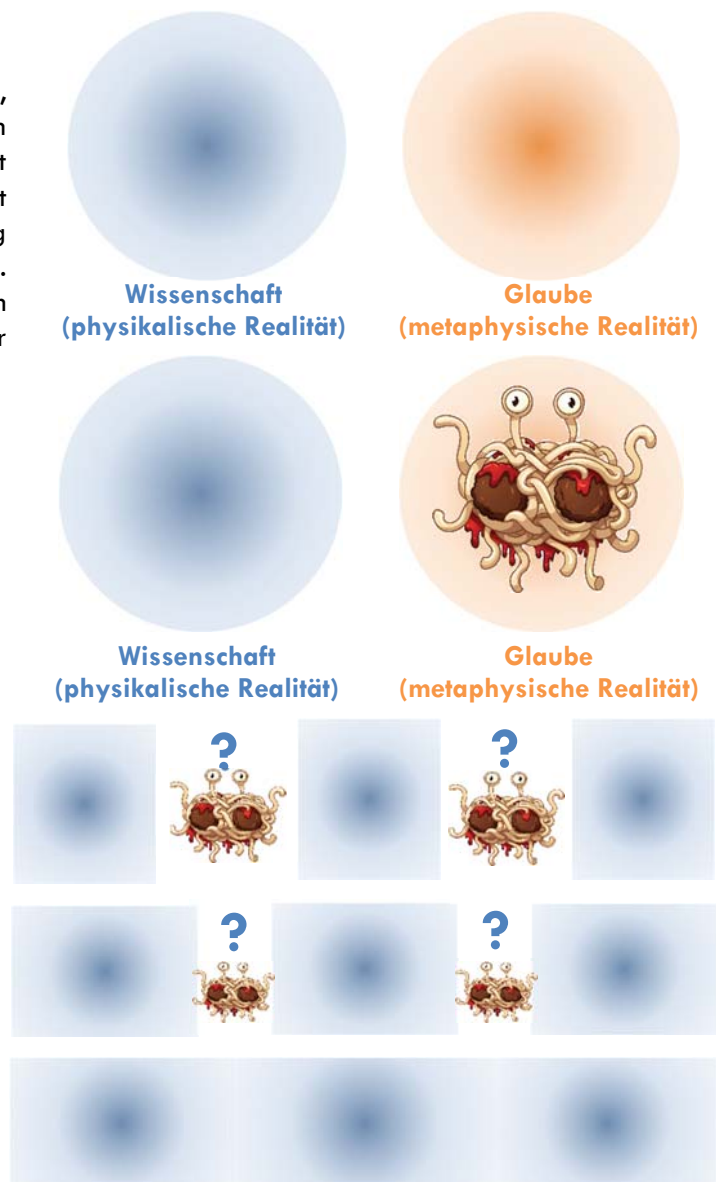 Wissenschaft
(physikalische Realität)
Glaube
(metaphysische Realität)
Wissenschaft
(physikalische Realität)
Glaube
(metaphysische Realität)
? ?
? ?